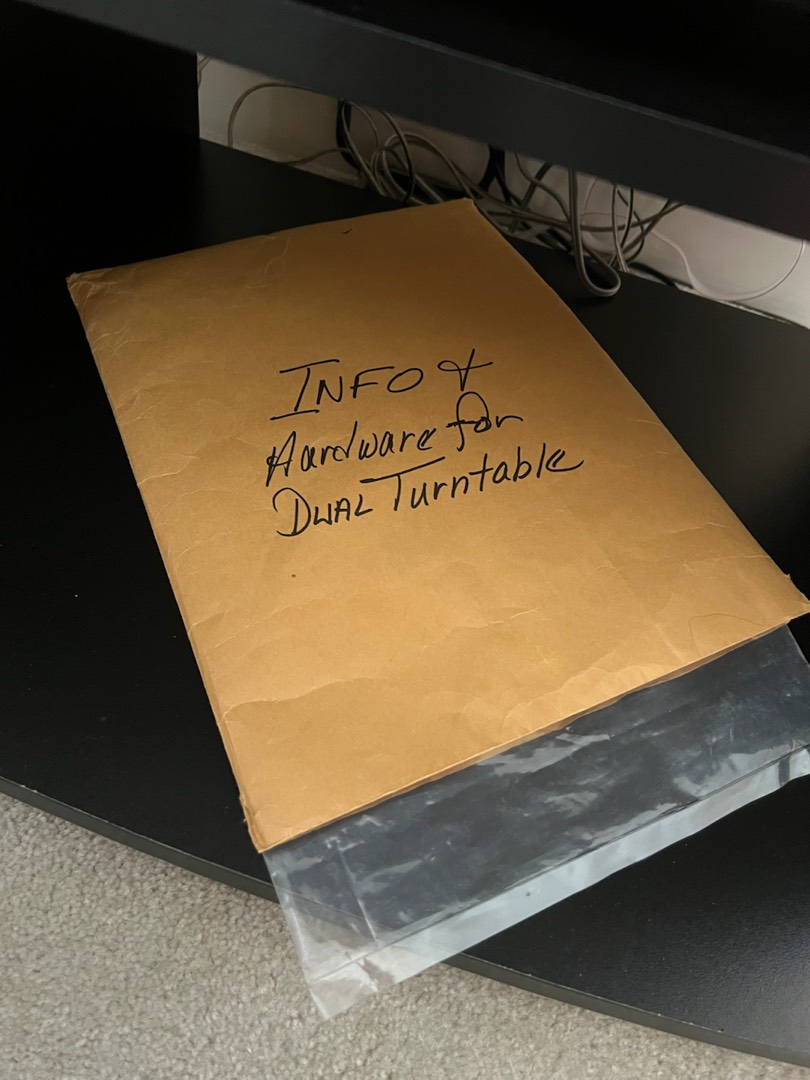 INFO &
Hardware for
DUAL Turntable